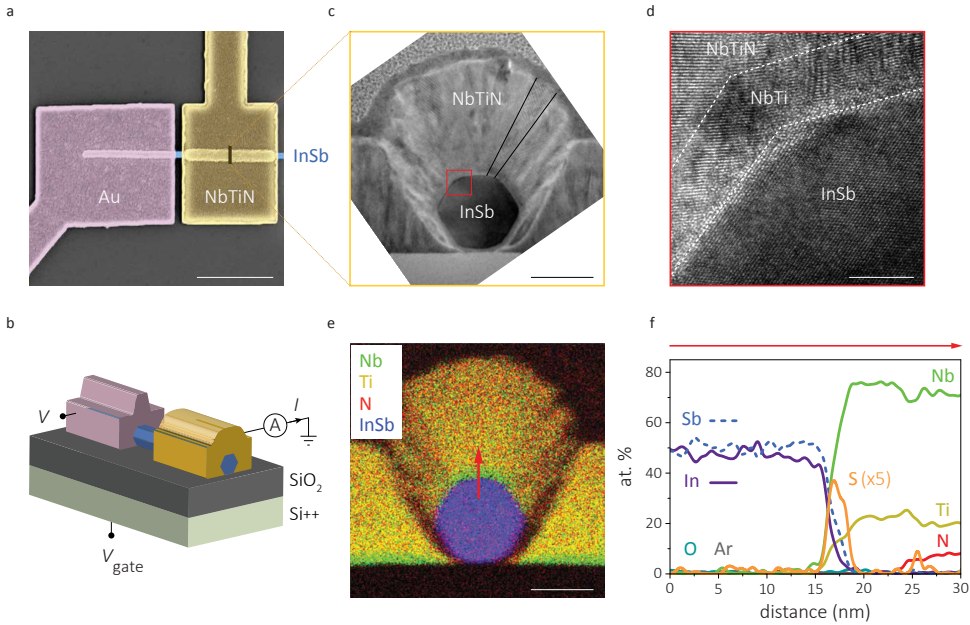 a
Au
NbTiN
InSb
b
V
A
I
SiO2
Si++
Vgate
c
NbTiN
InSb
d
NbTiN
NbTi
InSb
e
Nb
Ti
N
InSb
f
80
60
40
20
0
at. %
Sb
In
Nb
S (x5)
Ti
N
O
Ar
0 5 10 15 20 25 30
distance (nm)